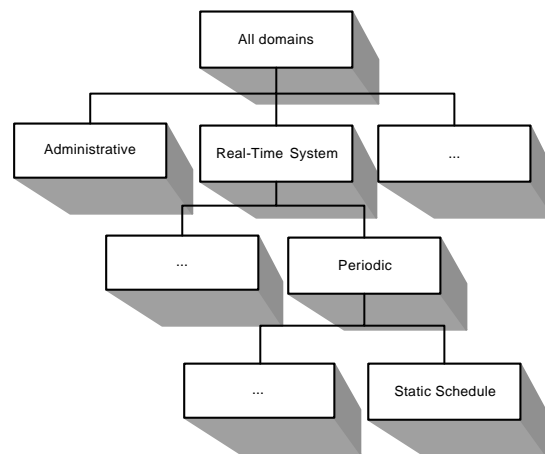 All domains
Administrative
Real-Time System
...
...
Periodic
...
Static Schedule